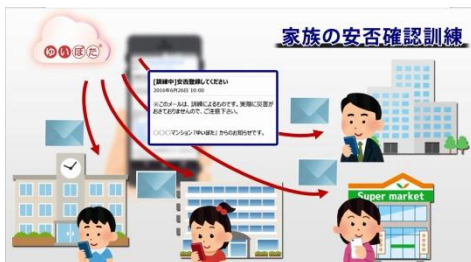 家族の安否確認訓練
ゆいぽた
[訓練中]安否登録してください
2016年6月26日 10:00
※このメールは、訓練によるものです。実際に災害が
おきておりませんので、ご注意下さい。
○○○マンション「ゆいぽた」からのお知らせです。
Super market